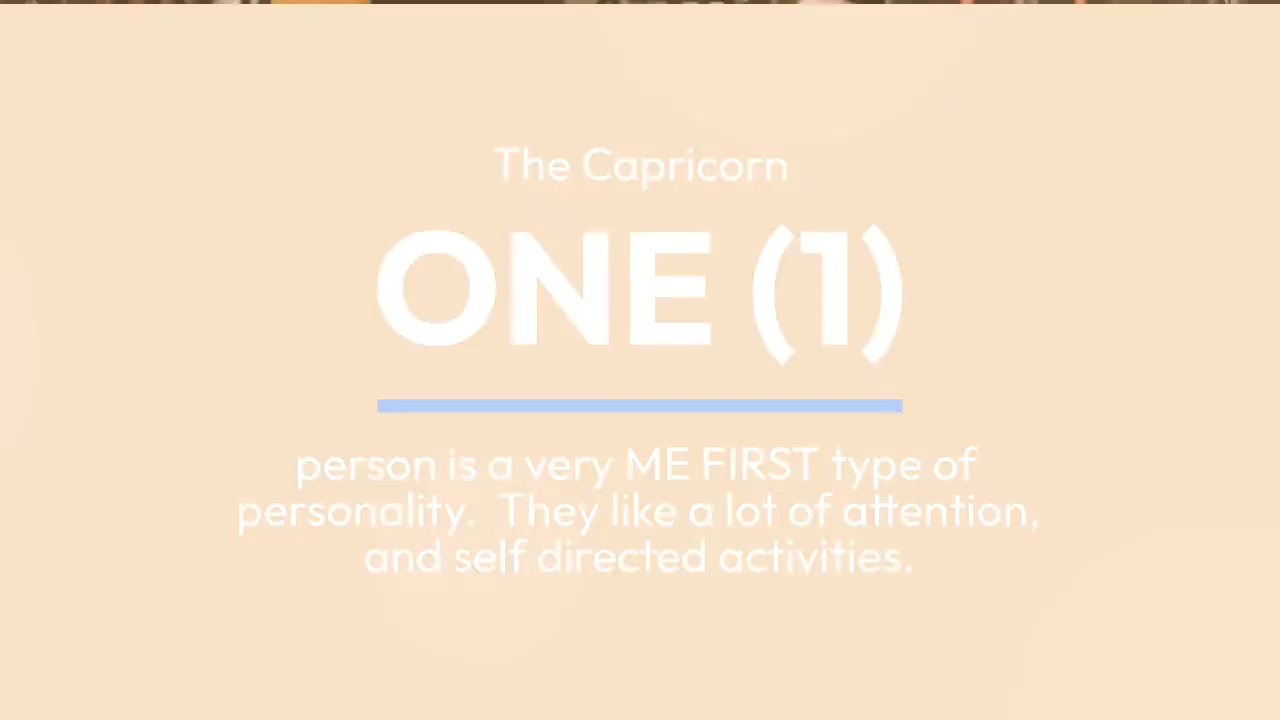 The Capricorn
ONE (1)
person is a very ME FIRST type of
personality.  They like a lot of attention,
and self directed activities.